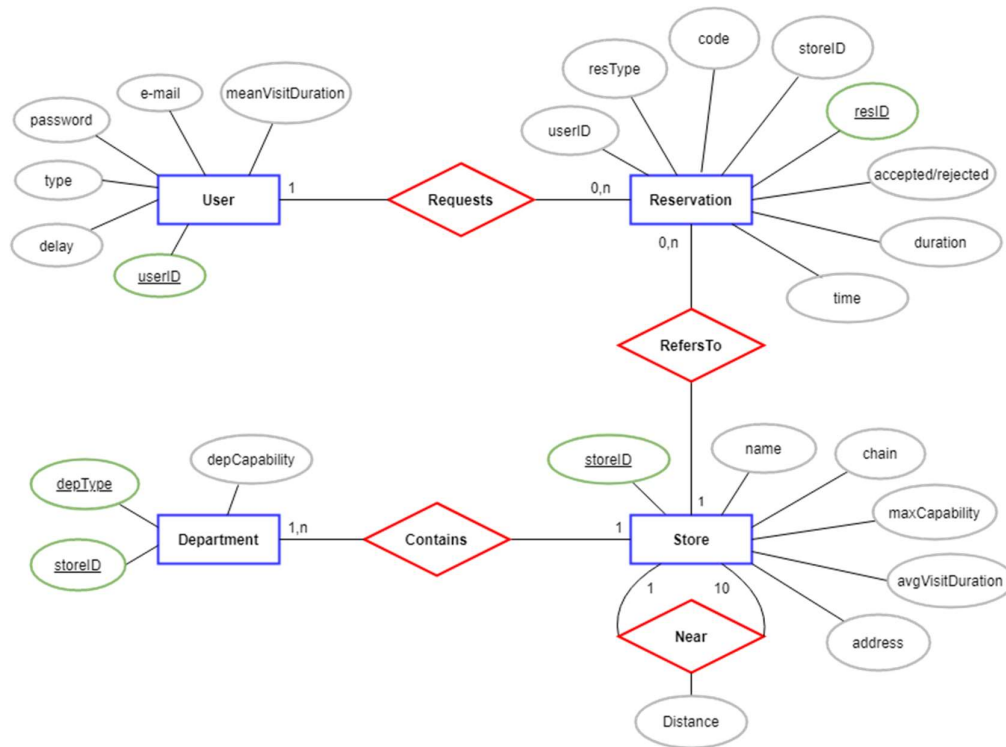 code
storeID
resType
e-mail
meanVisitDuration
password
resID
userID
type
accepted/rejected
User
1
Requests
0,n
Reservation
delay
duration
0,n
userID
time
RefersTo
depCapability
storeID
name
chain
depType
1
maxCapability
1,n
1
Department
Contains
Store
storeID
avgVisitDuration
1
10
Near
address
Distance